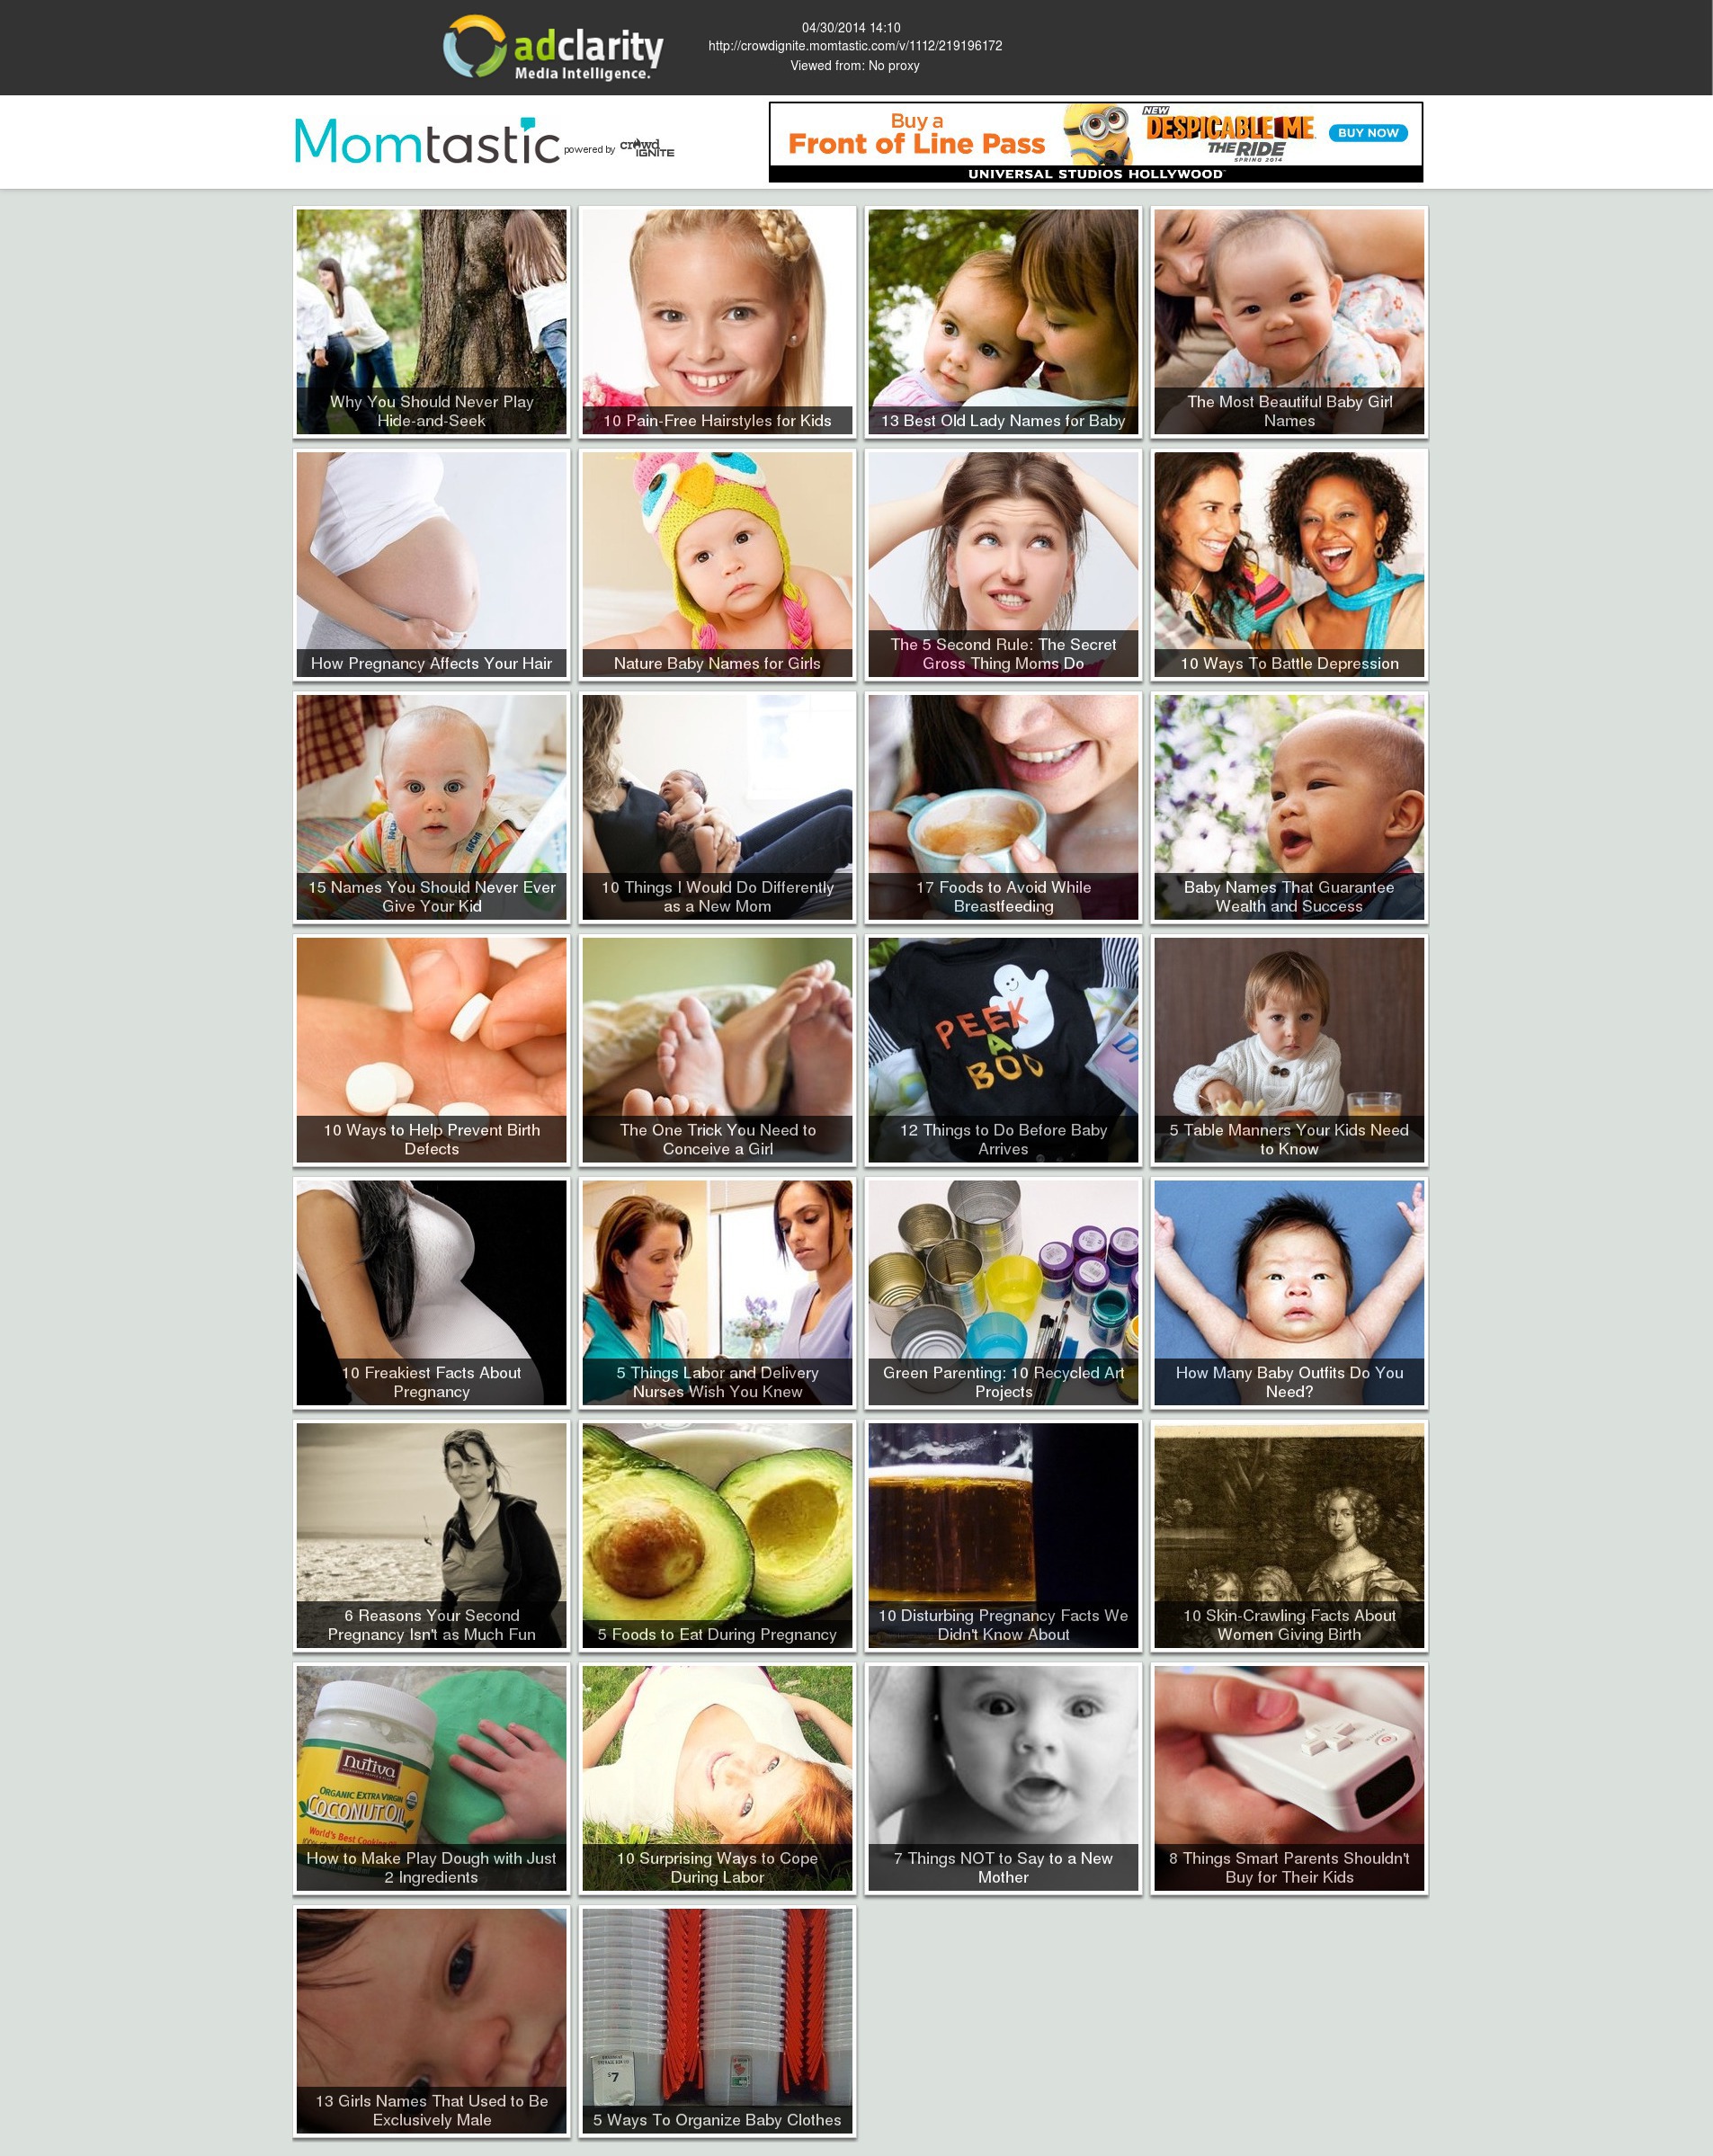 adclarity
Media Intelligence.
04/30/2014 14:10
http://crowdignite.momtastic.com/v/1112/219196172
Viewed from: No proxy
Momtastic powered by crowd
IGNITE
Buy a
Front of Line Pass
NEW
DESPICABLE ME
THE RIDE
SPRING 2014
BUY NOW
UNIVERSAL STUDIOS HOLLYWOOD
Why You Should Never Play
Hide-and-Seek
10 Pain-Free Hairstyles for Kids
13 Best Old Lady Names for Baby
The Most Beautiful Baby Girl
Names
How Pregnancy Affects Your Hair
Nature Baby Names for Girls
The 5 Second Rule: The Secret
Gross Thing Moms Do
10 Ways To Battle Depression
15 Names You Should Never Ever
Give Your Kid
10 Things I Would Do Differently
as a New Mom
17 Foods to Avoid While
Breastfeeding
Baby Names That Guarantee
Wealth and Success
10 Ways to Help Prevent Birth
Defects
The One Trick You Need to
Conceive a Girl
PEEK
A
BOO
12 Things to Do Before Baby
Arrives
5 Table Manners Your Kids Need
to Know
10 Freakiest Facts About
Pregnancy
5 Things Labor and Delivery
Nurses Wish You Knew
Green Parenting: 10 Recycled Art
Projects
How Many Baby Outfits Do You
Need?
6 Reasons Your Second
Pregnancy Isn't as Much Fun
5 Foods to Eat During Pregnancy
10 Disturbing Pregnancy Facts We
Didn't Know About
10 Skin-Crawling Facts About
Women Giving Birth
nutiva
ORGANIC EXTRA VIRGIN
COCONUT OIL
World's Best Cooking
How to Make Play Dough with Just
2 Ingredients
10 Surprising Ways to Cope
During Labor
7 Things NOT to Say to a New
Mother
8 Things Smart Parents Shouldn't
Buy for Their Kids
13 Girls Names That Used to Be
Exclusively Male
$7
5 Ways To Organize Baby Clothes